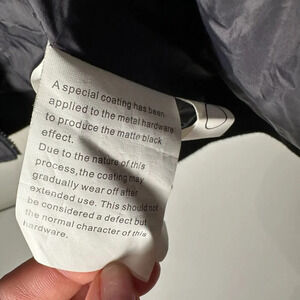 A special coating has been
applied to the metal hardware
to produce the matte black
effect.
Due to the nature of this
process,the coating may
gradually wear off after
extended use. This should not
be considered a defect but
the normal character of this
hardware.